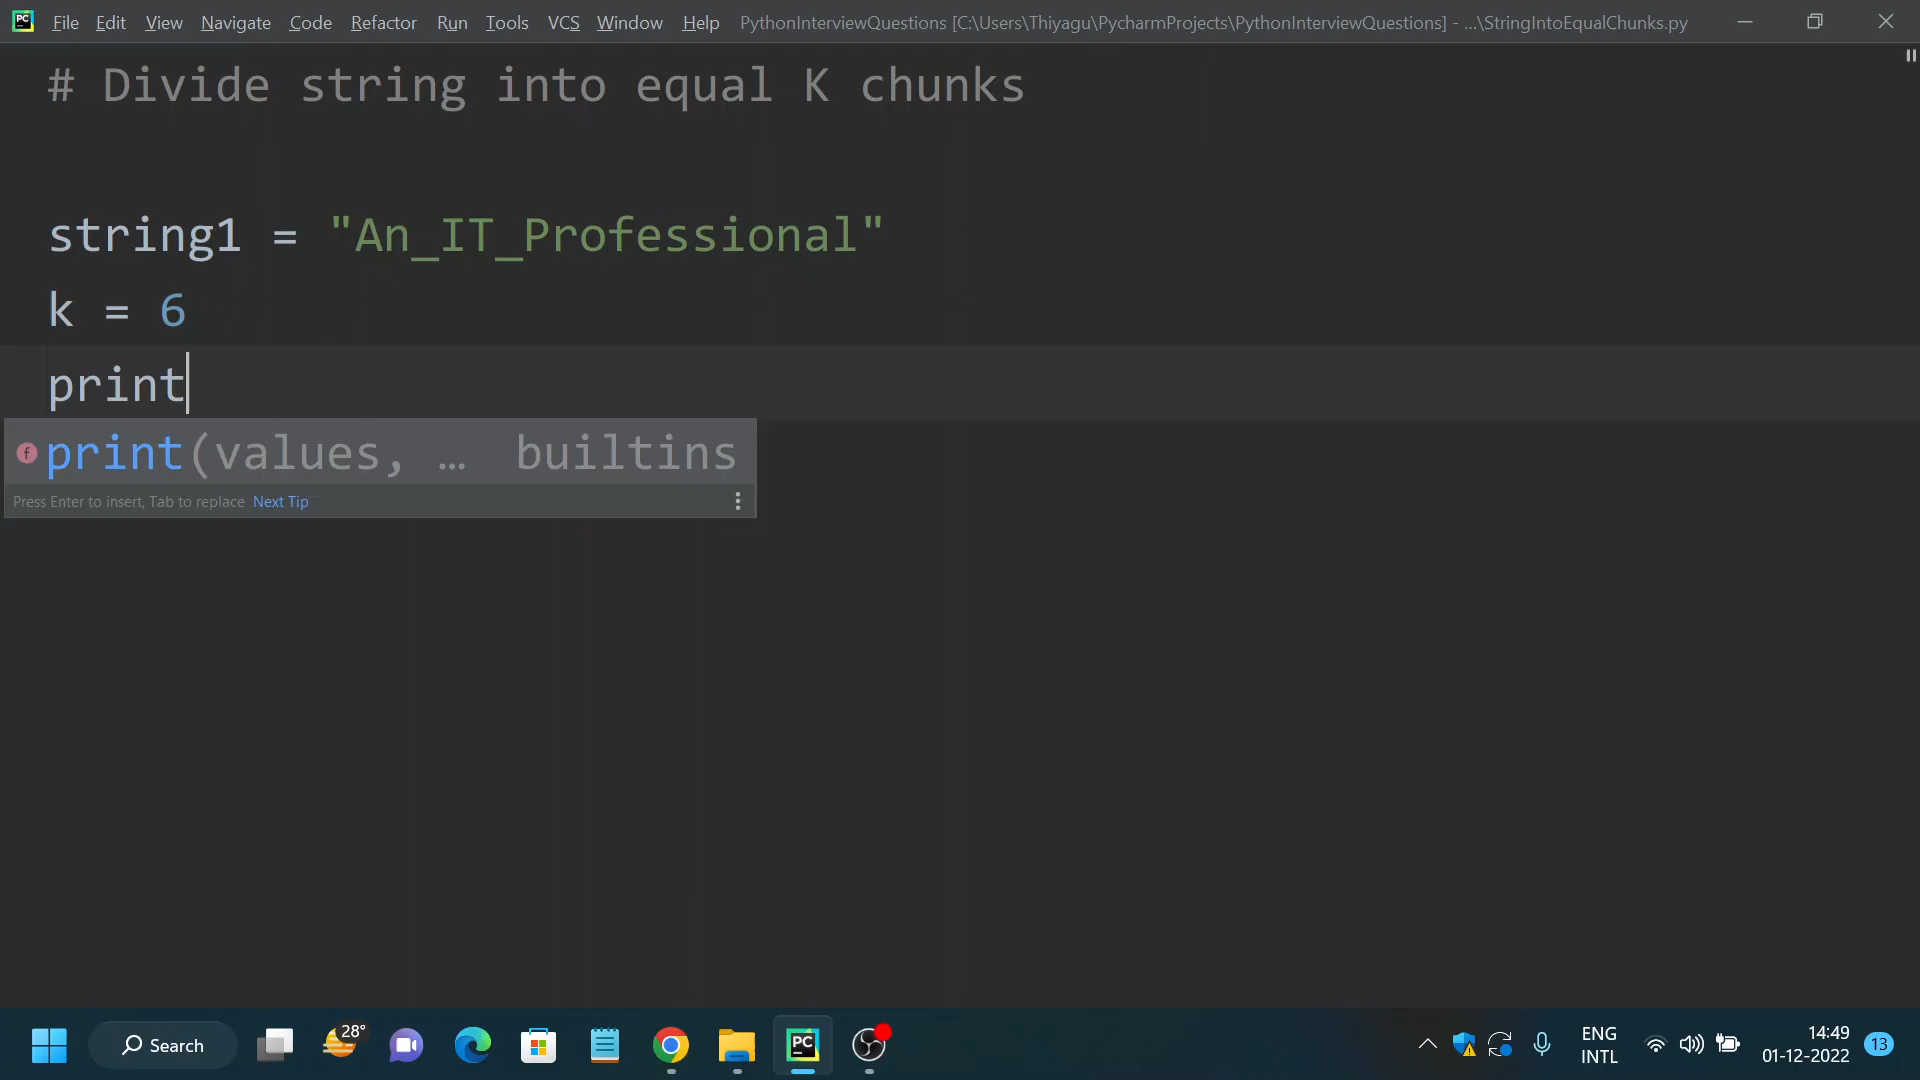 PC File Edit View Navigate Code Refactor Run Tools VCS Window Help PythonInterviewQuestions [C:\Users\Thiyagu\PycharmProjects\PythonInterviewQuestions] - ...\StringIntoEqualChunks.py
# Divide string into equal K chunks
string1 = "An_IT_Professional"
k = 6
print
f print(values, … builtins
Press Enter to insert, Tab to replace Next Tip
Search 28° PC ENG 14:49 13
INTL 01-12-2022